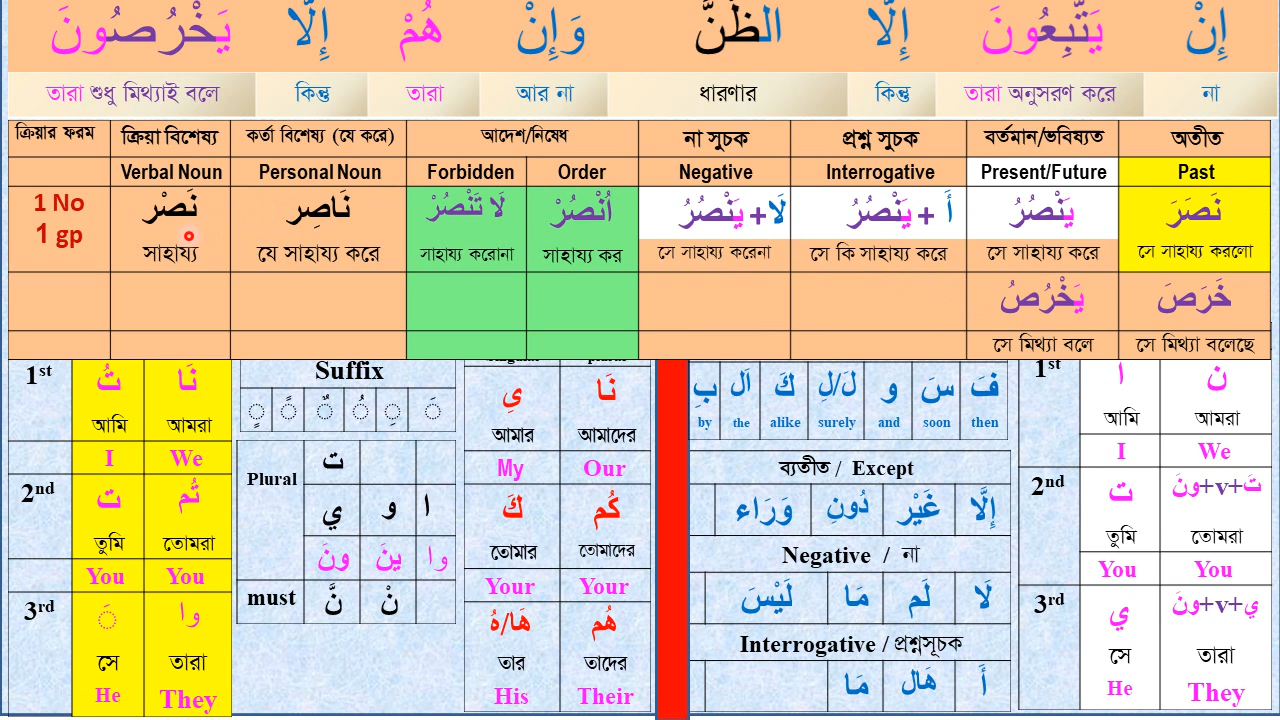 إِنْ يَتَّبِعُونَ إِلَّا الظَّنَّ وَإِنْ هُمْ إِلَّا يَخْرُصُونَ
তারা শুধু মিথ্যাই বলে কিন্তু তারা আর না ধারণার কিন্তু তারা অনুসরণ করে না
ক্রিয়ার ফরম ক্রিয়া বিশেষ্য কর্তা বিশেষ্য (যে করে) আদেশ/নিষেধ না সুচক প্রশ্ন সুচক বর্তমান/ভবিষ্যত অতীত
Verbal Noun Personal Noun Forbidden Order Negative Interrogative Present/Future Past
1 No
1 gp
نَصْر نَاصِر لَا تَنْصُرْ اُنْصُرْ لَا + يَنْصُرُ أَ + يَنْصُرُ يَنْصُرُ نَصَرَ
সাহায্য যে সাহায্য করে সাহায্য করোনা সাহায্য কর সে সাহায্য করেনা সে কি সাহায্য করে সে সাহায্য করে সে সাহায্য করলো
يَخْرُصُ خَرَصَ
সে মিথ্যা বলে সে মিথ্যা বলেছে
1st تُ نَا
আমি আমরা
I We
2nd ت تُم
তুমি তোমরা
You You
3rd َ وا
সে তারা
He They
Suffix
ٍ ً ٌ ُ ِ َ
Plural ت
ي و ا
ونَ ينَ وا
must نَّ نْ
يِ نَا
আমার আমাদের
My Our
كَ كُم
তোমার তোমাদের
Your Your
هَا/هُ هُم
তার তাদের
His Their
بِ اَل كَ لَ/لِ و سَ فَ
by the alike surely and soon then
ব্যতীত / Except
وَرَاء دُونِ غَيْر إِلَّا
Negative / না
لَيْسَ مَا لَم لَا
Interrogative / প্রশ্নসূচক
مَا هَال أَ
1st ا ن
আমি আমরা
I We
2nd ت تَ+v+ونَ
তুমি তোমরা
You You
3rd ي ي+v+ونَ
সে তারা
He They